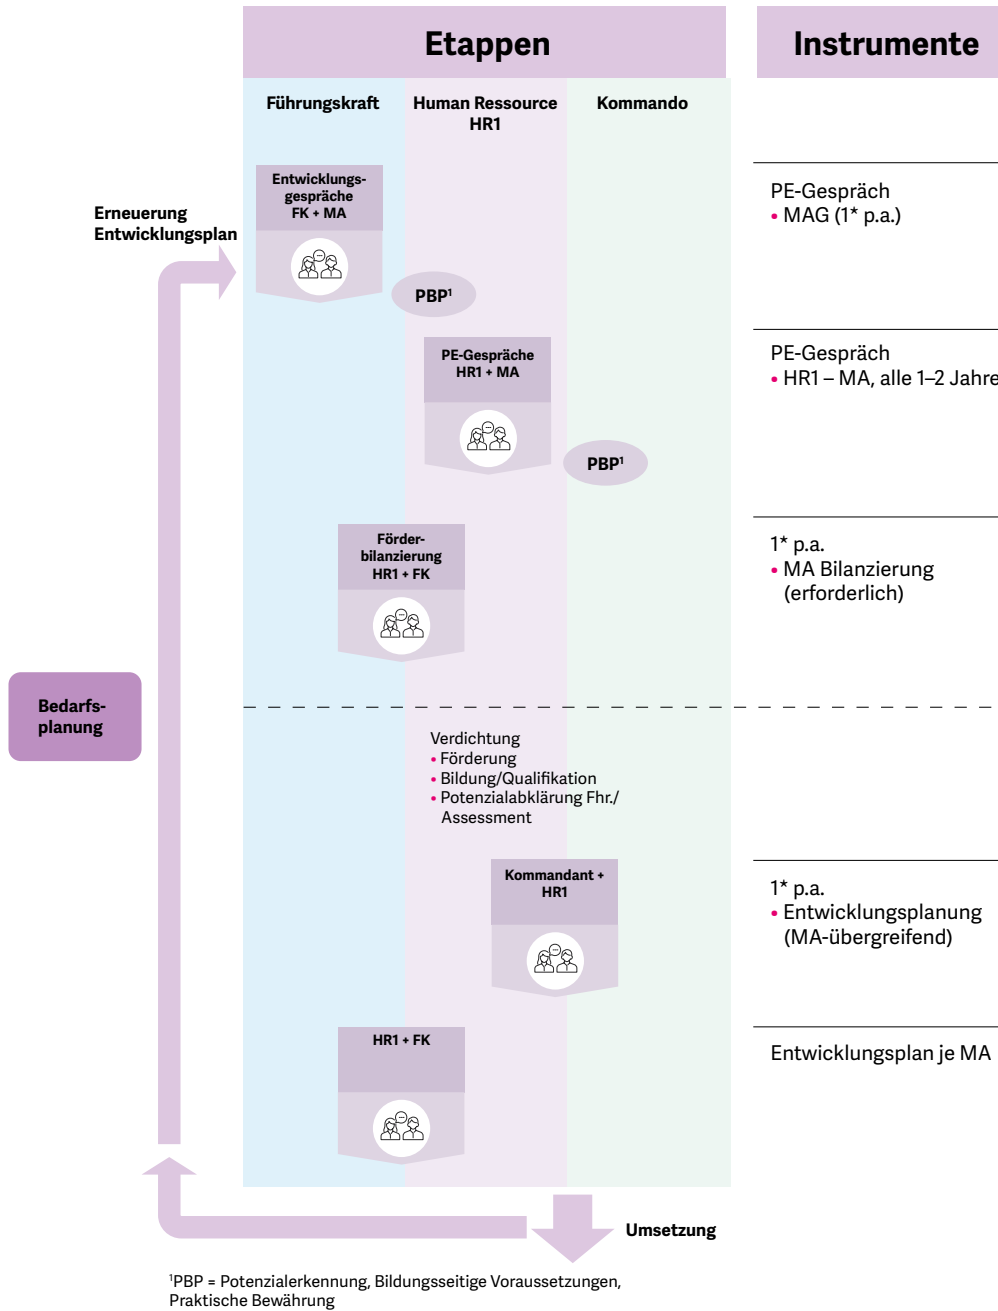 Etappen
Instrumente
Führungskraft
Human Ressource
HR1
Kommando
Entwicklungs-
gespräche
FK + MA
PE-Gespräch
• MAG (1* p.a.)
Erneuerung
Entwicklungsplan
PBP¹
PE-Gespräche
HR1 + MA
PE-Gespräch
• HR1 – MA, alle 1–2 Jahre
PBP¹
Förder-
bilanzierung
HR1 + FK
1* p.a.
• MA Bilanzierung
(erforderlich)
Bedarfs-
planung
Verdichtung
• Förderung
• Bildung/Qualifikation
• Potenzialabklärung Fhr./
Assessment
Kommandant +
HR1
1* p.a.
• Entwicklungsplanung
(MA-übergreifend)
HR1 + FK
Entwicklungsplan je MA
Umsetzung
¹PBP = Potenzialerkennung, Bildungsseitige Voraussetzungen,
Praktische Bewährung